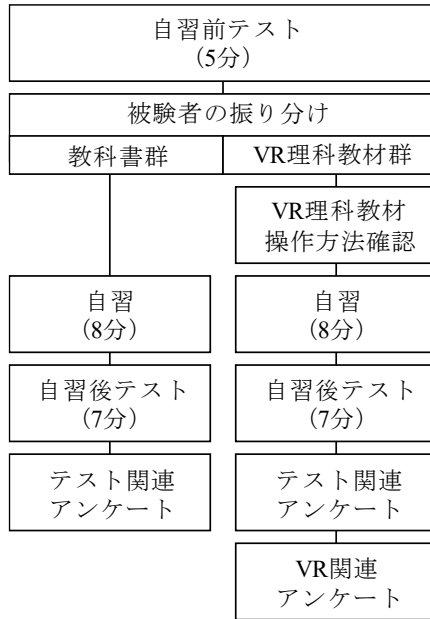 自習前テスト
(5分)
被験者の振り分け
教科書群
VR理科教材群
VR理科教材
操作方法確認
自習
(8分)
自習
(8分)
自習後テスト
(7分)
自習後テスト
(7分)
テスト関連
アンケート
テスト関連
アンケート
VR関連
アンケート